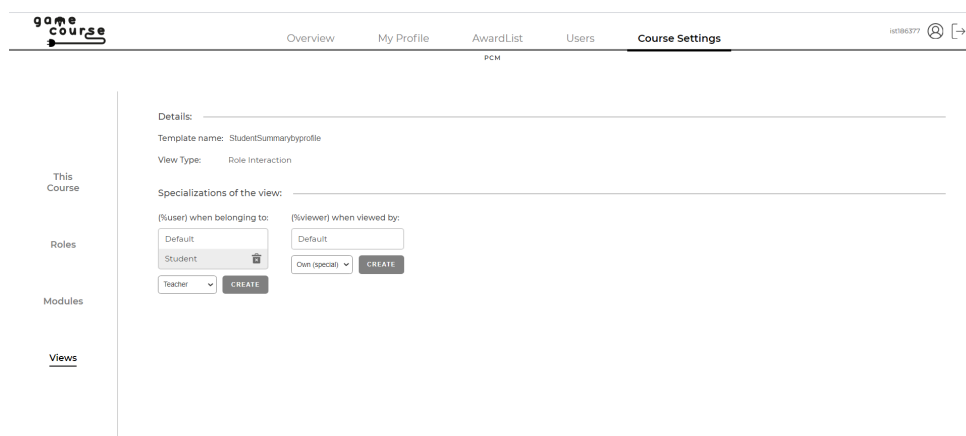 game
course
Overview My Profile AwardList Users Course Settings
ist186377
PCM
This
Course
Roles
Modules
Views
Details:
Template name: StudentSummarybyprofile
View Type: Role Interaction
Specializations of the view:
(%user) when belonging to: (%viewer) when viewed by:
Default Default
Student
Own (special) CREATE
Teacher CREATE